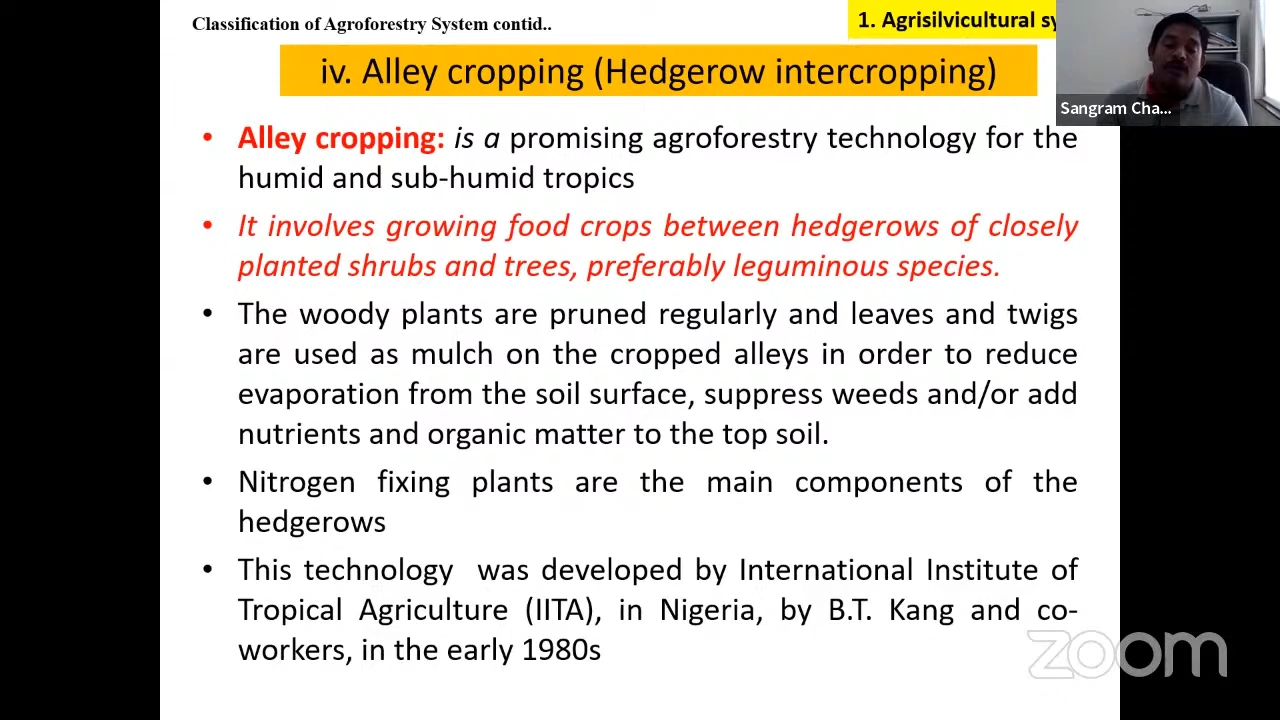 Classification of Agroforestry System contid..
1. Agrisilvicultural sy
iv. Alley cropping (Hedgerow intercropping)
Sangram Cha...
• Alley cropping: is a promising agroforestry technology for the
humid and sub-humid tropics
• It involves growing food crops between hedgerows of closely
planted shrubs and trees, preferably leguminous species.
• The woody plants are pruned regularly and leaves and twigs
are used as mulch on the cropped alleys in order to reduce
evaporation from the soil surface, suppress weeds and/or add
nutrients and organic matter to the top soil.
• Nitrogen fixing plants are the main components of the
hedgerows
• This technology was developed by International Institute of
Tropical Agriculture (IITA), in Nigeria, by B.T. Kang and co-
workers, in the early 1980s
zoom